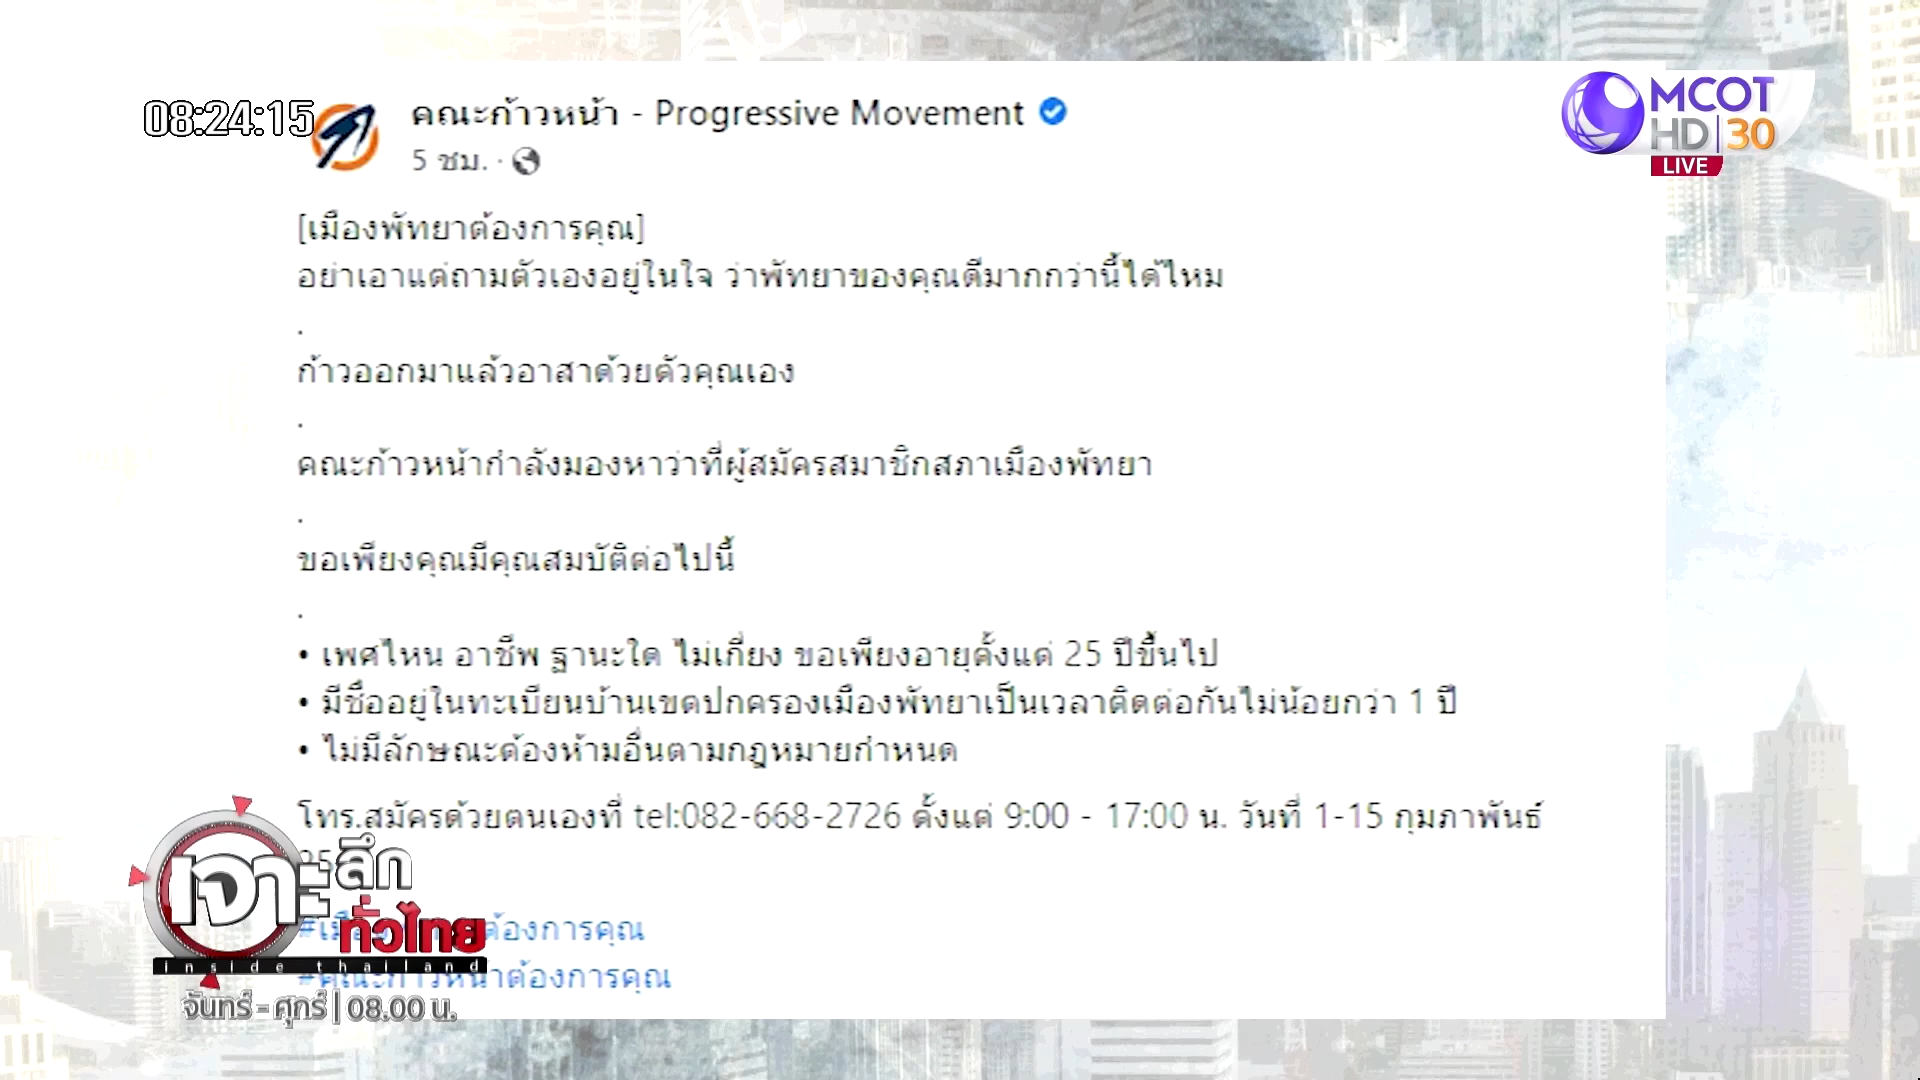 08:24:15
คณะก้าวหน้า - Progressive Movement
5 ชม. ·
MCOT
HD 30
LIVE
[เมืองพัทยาต้องการคุณ]
อย่าเอาแต่ถามตัวเองอยู่ในใจ ว่าพัทยาของคุณดีมากกว่านี้ได้ไหม
.
ก้าวออกมาแล้วอาสาด้วยตัวคุณเอง
.
คณะก้าวหน้ากำลังมองหาว่าที่ผู้สมัครสมาชิกสภาเมืองพัทยา
.
ขอเพียงคุณมีคุณสมบัติต่อไปนี้
.
• เพศไหน อาชีพ ฐานะใด ไม่เกี่ยง ขอเพียงอายุตั้งแต่ 25 ปีขึ้นไป
• มีชื่ออยู่ในทะเบียนบ้านเขตปกครองเมืองพัทยาเป็นเวลาติดต่อกันไม่น้อยกว่า 1 ปี
• ไม่มีลักษณะต้องห้ามอื่นตามกฎหมายกำหนด
โทร.สมัครด้วยตนเองที่ tel:082-668-2726 ตั้งแต่ 9:00 - 17:00 น. วันที่ 1-15 กุมภาพันธ์
ต้องการคุณ
#คณะก้าวหน้าต้องการคุณ
เจาะลึก
ทั่วไทย
inside thailand
จันทร์ - ศุกร์ | 08.00 น.